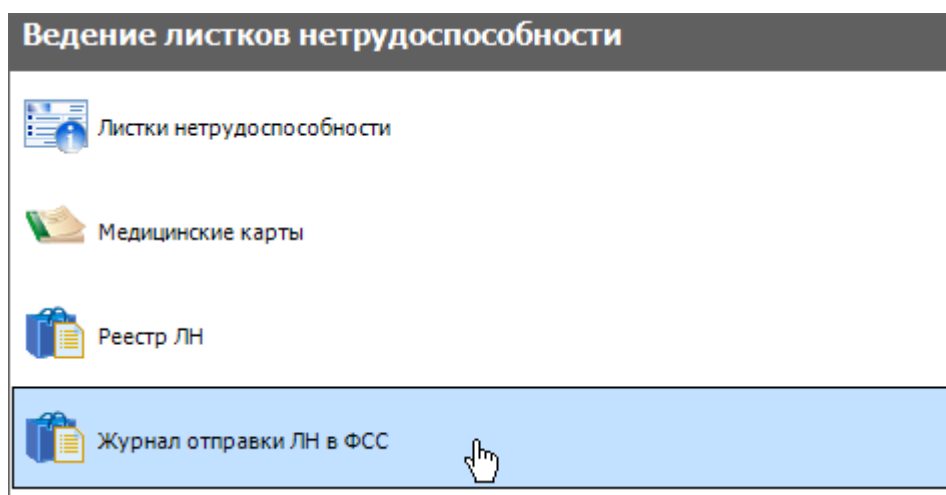 Ведение листков нетрудоспособности
Листки нетрудоспособности
Медицинские карты
Реестр ЛН
Журнал отправки ЛН в ФСС